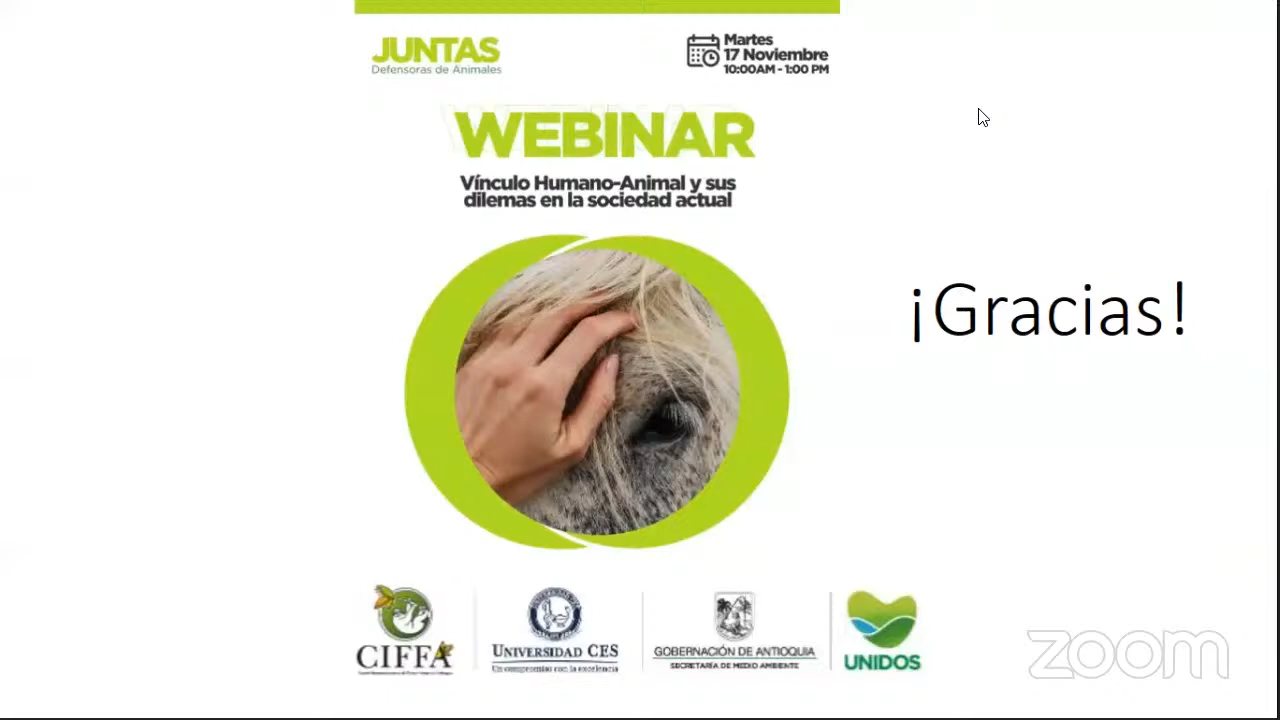 JUNTAS
Defensoras de Animales
Martes
17 Noviembre
10:00AM - 1:00 PM
WEBINAR
Vínculo Humano-Animal y sus
dilemas en la sociedad actual
¡Gracias!
CIFFA
UNIVERSIDAD CES
Un compromiso con la excelencia
GOBERNACIÓN DE ANTIOQUIA
SECRETARÍA DE MEDIO AMBIENTE
UNIDOS
zoom